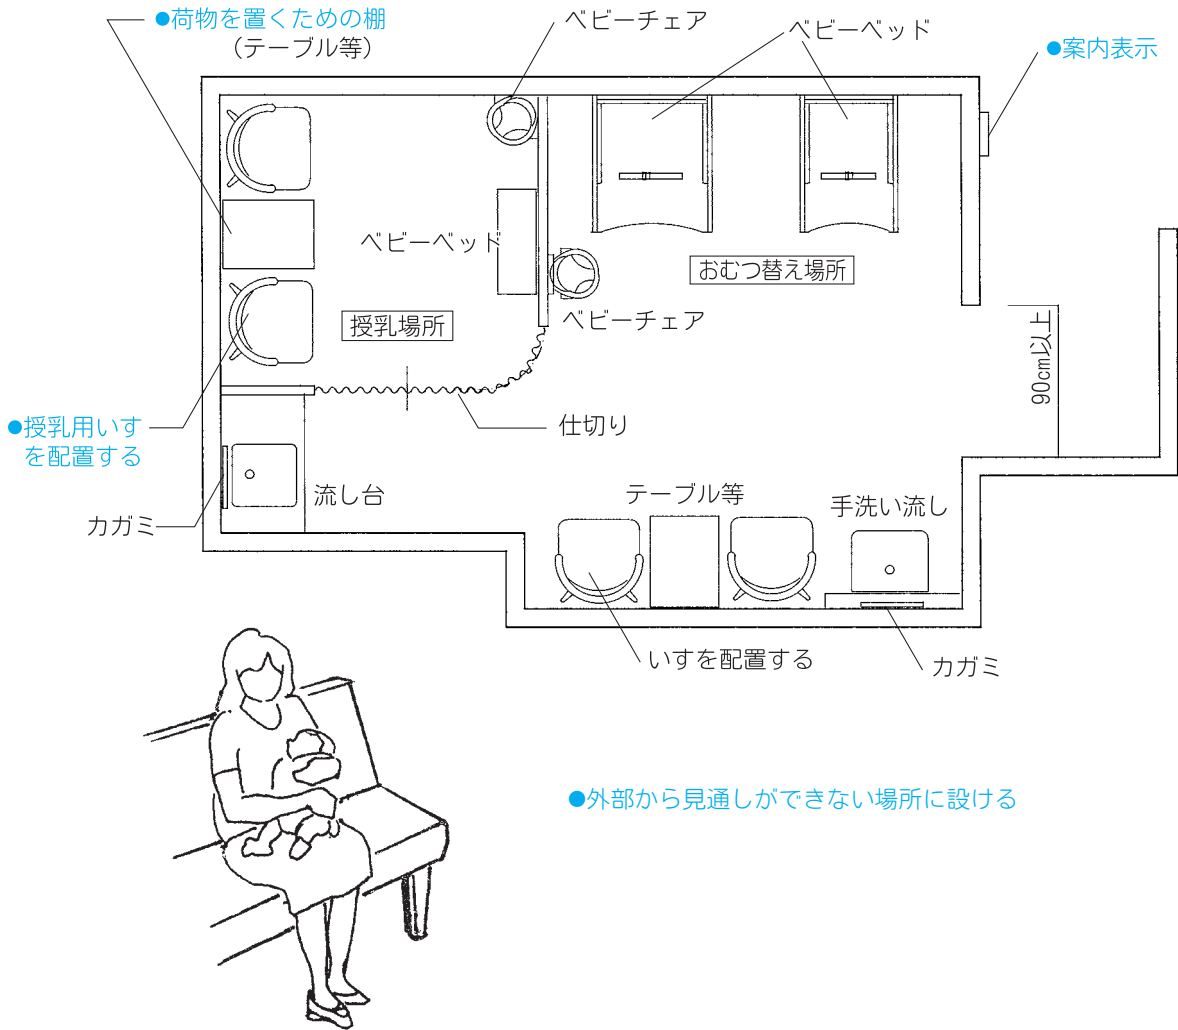 ●荷物を置くための棚
（テーブル等）
ベビーチェア
ベビーベッド
●案内表示
ベビーベッド
おむつ替え場所
授乳場所
ベビーチェア
90cm以上
●授乳用いす
を配置する
仕切り
流し台
テーブル等
手洗い流し
カガミ
いすを配置する
カガミ
●外部から見通しができない場所に設ける